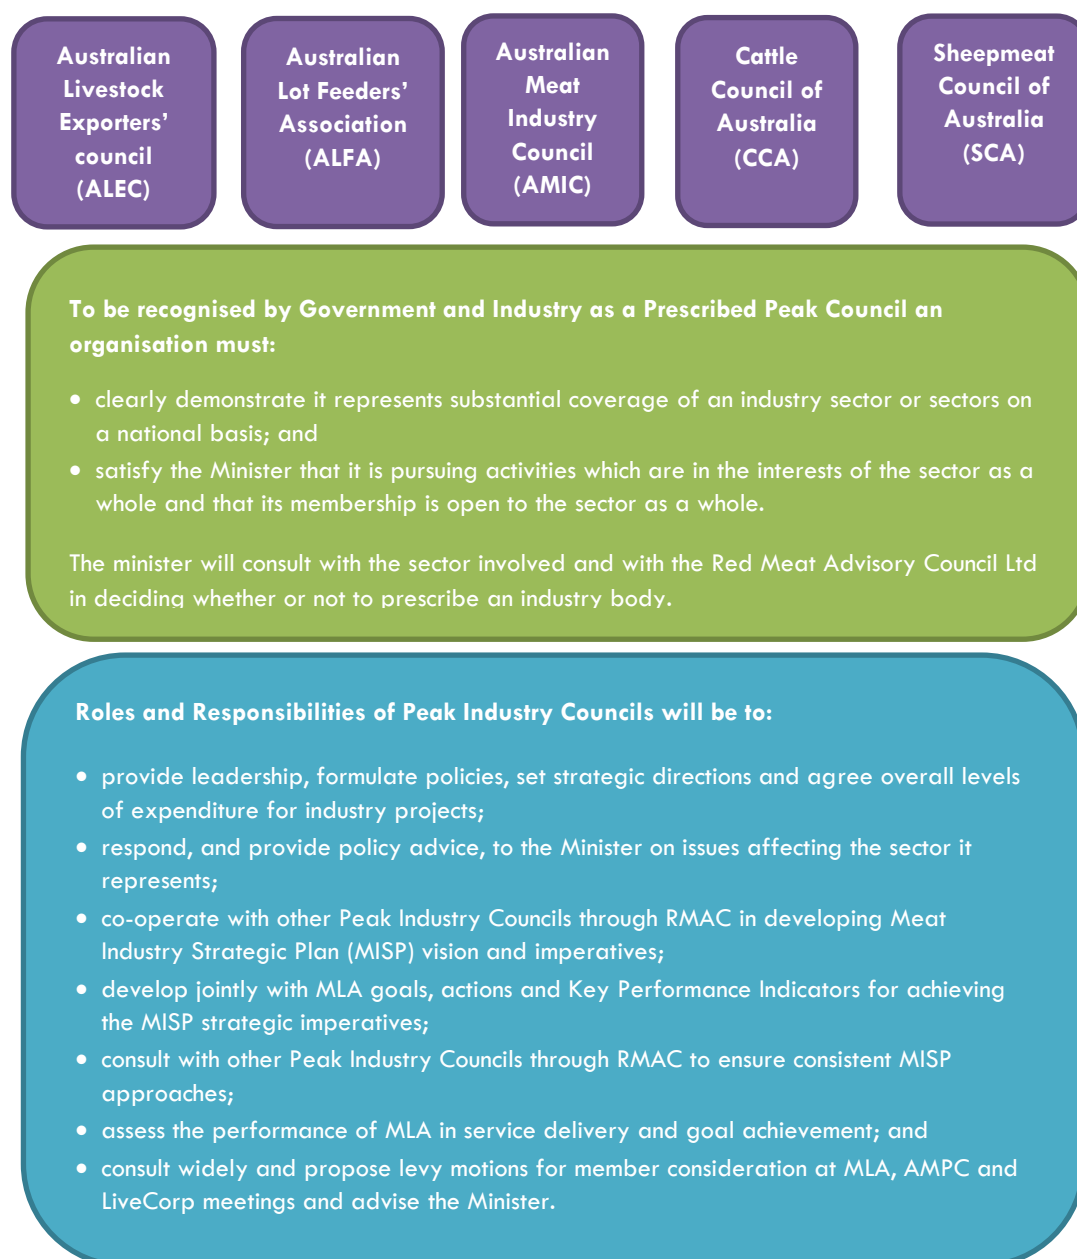 Australian
Livestock
Exporters'
council
(ALEC)
Australian
Lot Feeders'
Association
(ALFA)
Australian
Meat
Industry
Council
(AMIC)
Cattle
Council of
Australia
(CCA)
Sheepmeat
Council of
Australia
(SCA)
To be recognised by Government and Industry as a Prescribed Peak Council an
organisation must:
• clearly demonstrate it represents substantial coverage of an industry sector or sectors on
a national basis; and
• satisfy the Minister that it is pursuing activities which are in the interests of the sector as a
whole and that its membership is open to the sector as a whole.
The minister will consult with the sector involved and with the Red Meat Advisory Council Ltd
in deciding whether or not to prescribe an industry body.
Roles and Responsibilities of Peak Industry Councils will be to:
• provide leadership, formulate policies, set strategic directions and agree overall levels
of expenditure for industry projects;
• respond, and provide policy advice, to the Minister on issues affecting the sector it
represents;
• co-operate with other Peak Industry Councils through RMAC in developing Meat
Industry Strategic Plan (MISP) vision and imperatives;
• develop jointly with MLA goals, actions and Key Performance Indicators for achieving
the MISP strategic imperatives;
• consult with other Peak Industry Councils through RMAC to ensure consistent MISP
approaches;
• assess the performance of MLA in service delivery and goal achievement; and
• consult widely and propose levy motions for member consideration at MLA, AMPC and
LiveCorp meetings and advise the Minister.